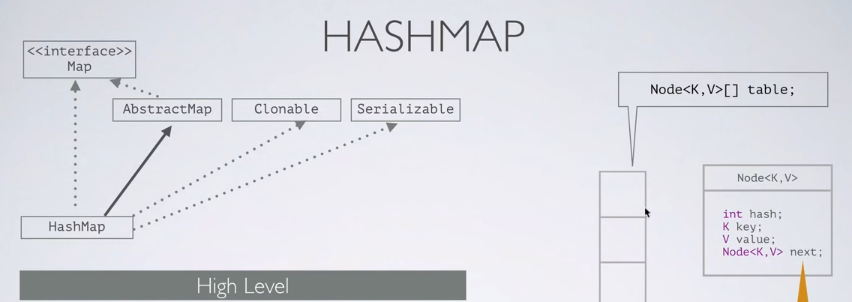 HASHMAP
<<interface>>
Map
AbstractMap
Clonable
Serializable
HashMap
High Level
Node<K,V>[] table;
Node<K,V>
int hash;
K key;
V value;
Node<K,V> next;